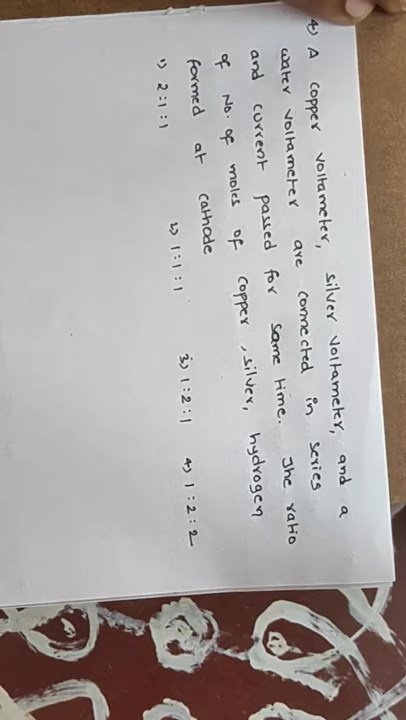 4) A copper voltameter, silver voltameter, and a
water voltameter are connected in series
and current passed for same time. The ratio
of No. of moles of copper, silver, hydrogen
formed at cathode
1) 2:1:1 2) 1:1:1 3) 1:2:1 4) 1:2:2